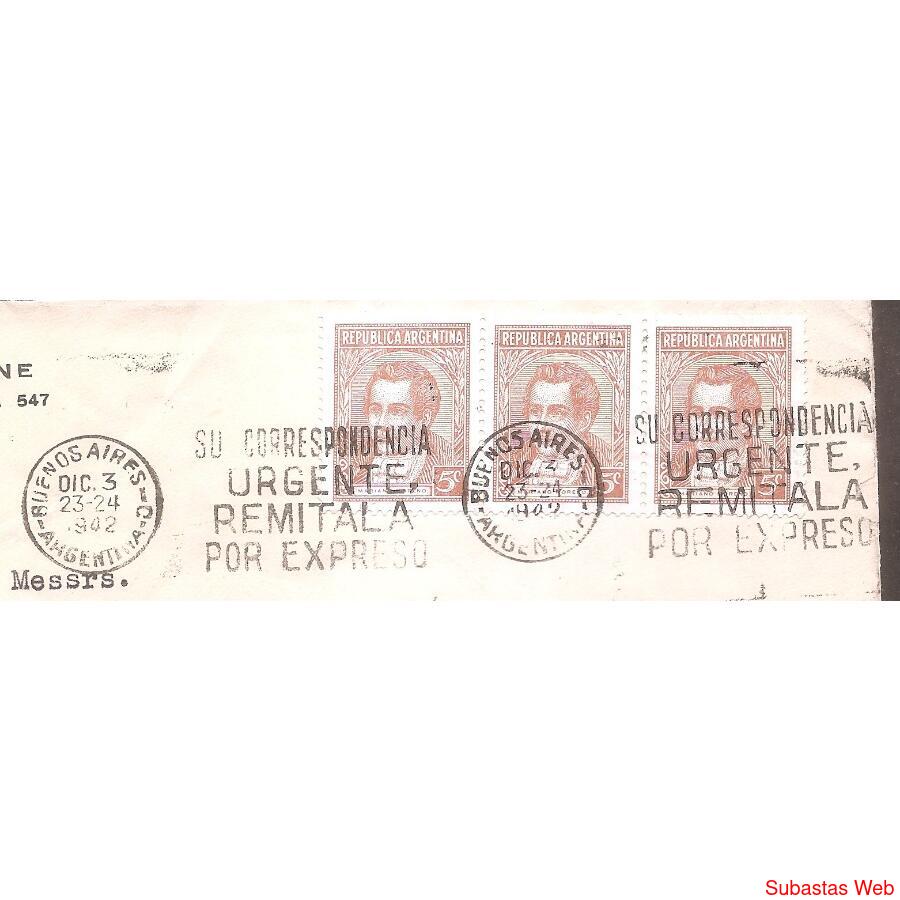 NE
547
REPUBLICA ARGENTINA
REPUBLICA ARGENTINA
REPUBLICA ARGENTINA
5c
5c
5c
BUENOS AIRES-C-
ARGENTINA
DIC. 3
23-24
1942
SU CORRESPONDENCIA
URGENTE,
REMITALA
POR EXPRESO
BUENOS AIRES-C-
ARGENTINA
DIC. 3
23-24
1942
SU CORRESPONDENCIA
URGENTE,
REMITALA
POR EXPRESO
Messrs.
Subastas Web